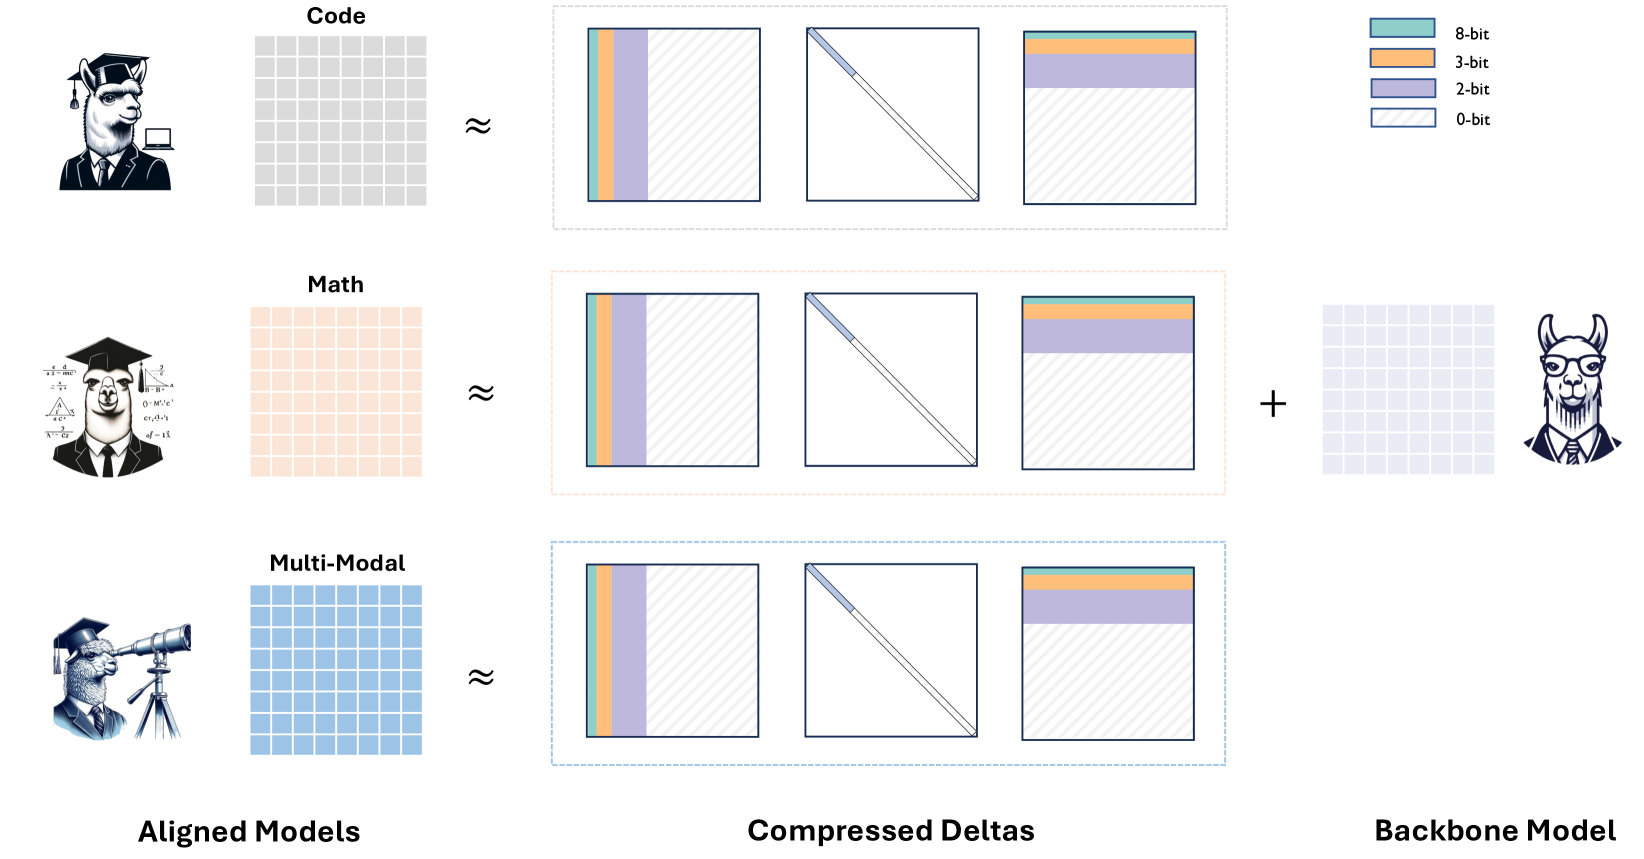 Code
8-bit
3-bit
2-bit
0-bit
≈
Math
≈
+
Multi-Modal
≈
Aligned Models
Compressed Deltas
Backbone Model